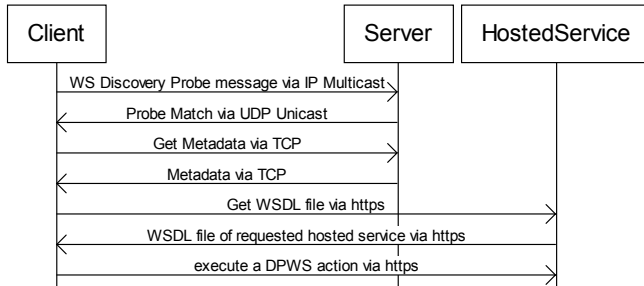 Client
Server
HostedService
WS Discovery Probe message via IP Multicast
Probe Match via UDP Unicast
Get Metadata via TCP
Metadata via TCP
Get WSDL file via https
WSDL file of requested hosted service via https
execute a DPWS action via https